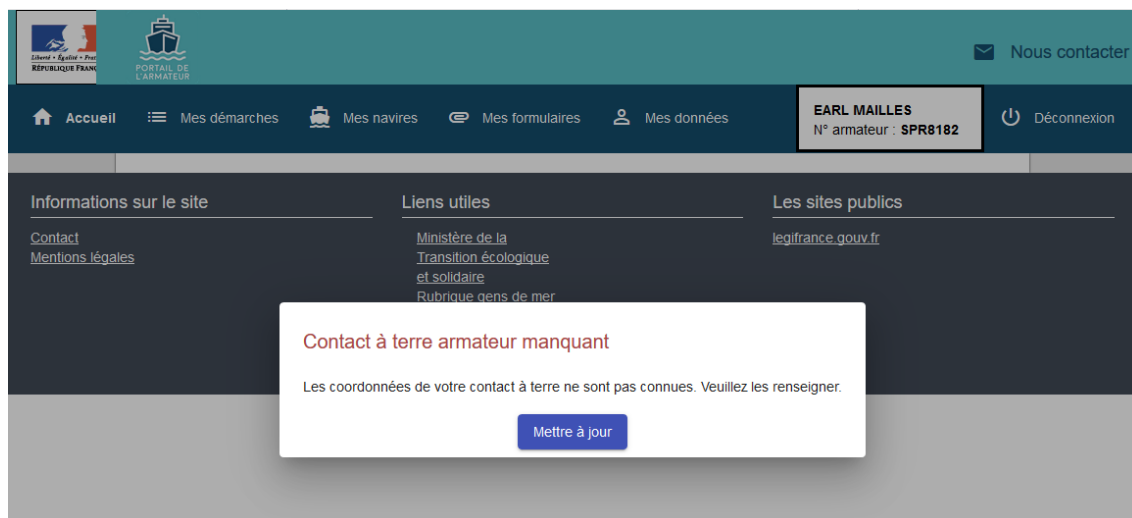 Liberté • Égalité •
RÉPUBLIQUE
PORTAIL DE
L'ARMATEUR
Nous contacter
Accueil
Mes démarches
Mes navires
Mes formulaires
Mes données
EARL MAILLES
N° armateur : SPR8182
Déconnexion
Informations sur le site
Contact
Mentions légales
Liens utiles
Ministère de la
Transition écologique
et solidaire
Rubrique gens de mer
Les sites publics
legifrance.gouv.fr
Contact à terre armateur manquant
Les coordonnées de votre contact à terre ne sont pas connues. Veuillez les renseigner.
Mettre à jour